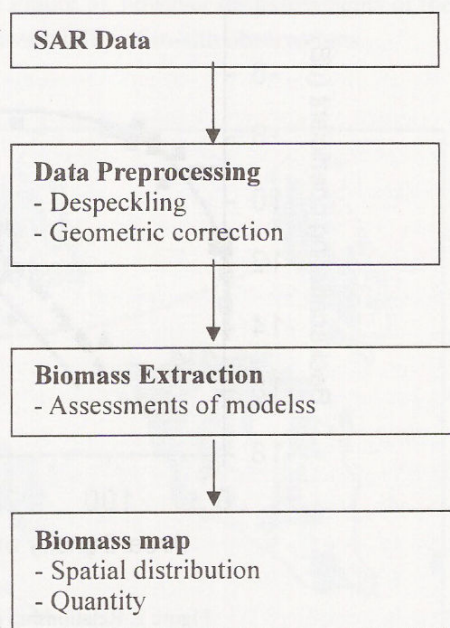 SAR Data
Data Preprocessing
- Despeckling
- Geometric correction
Biomass Extraction
- Assessments of modelss
Biomass map
- Spatial distribution
- Quantity